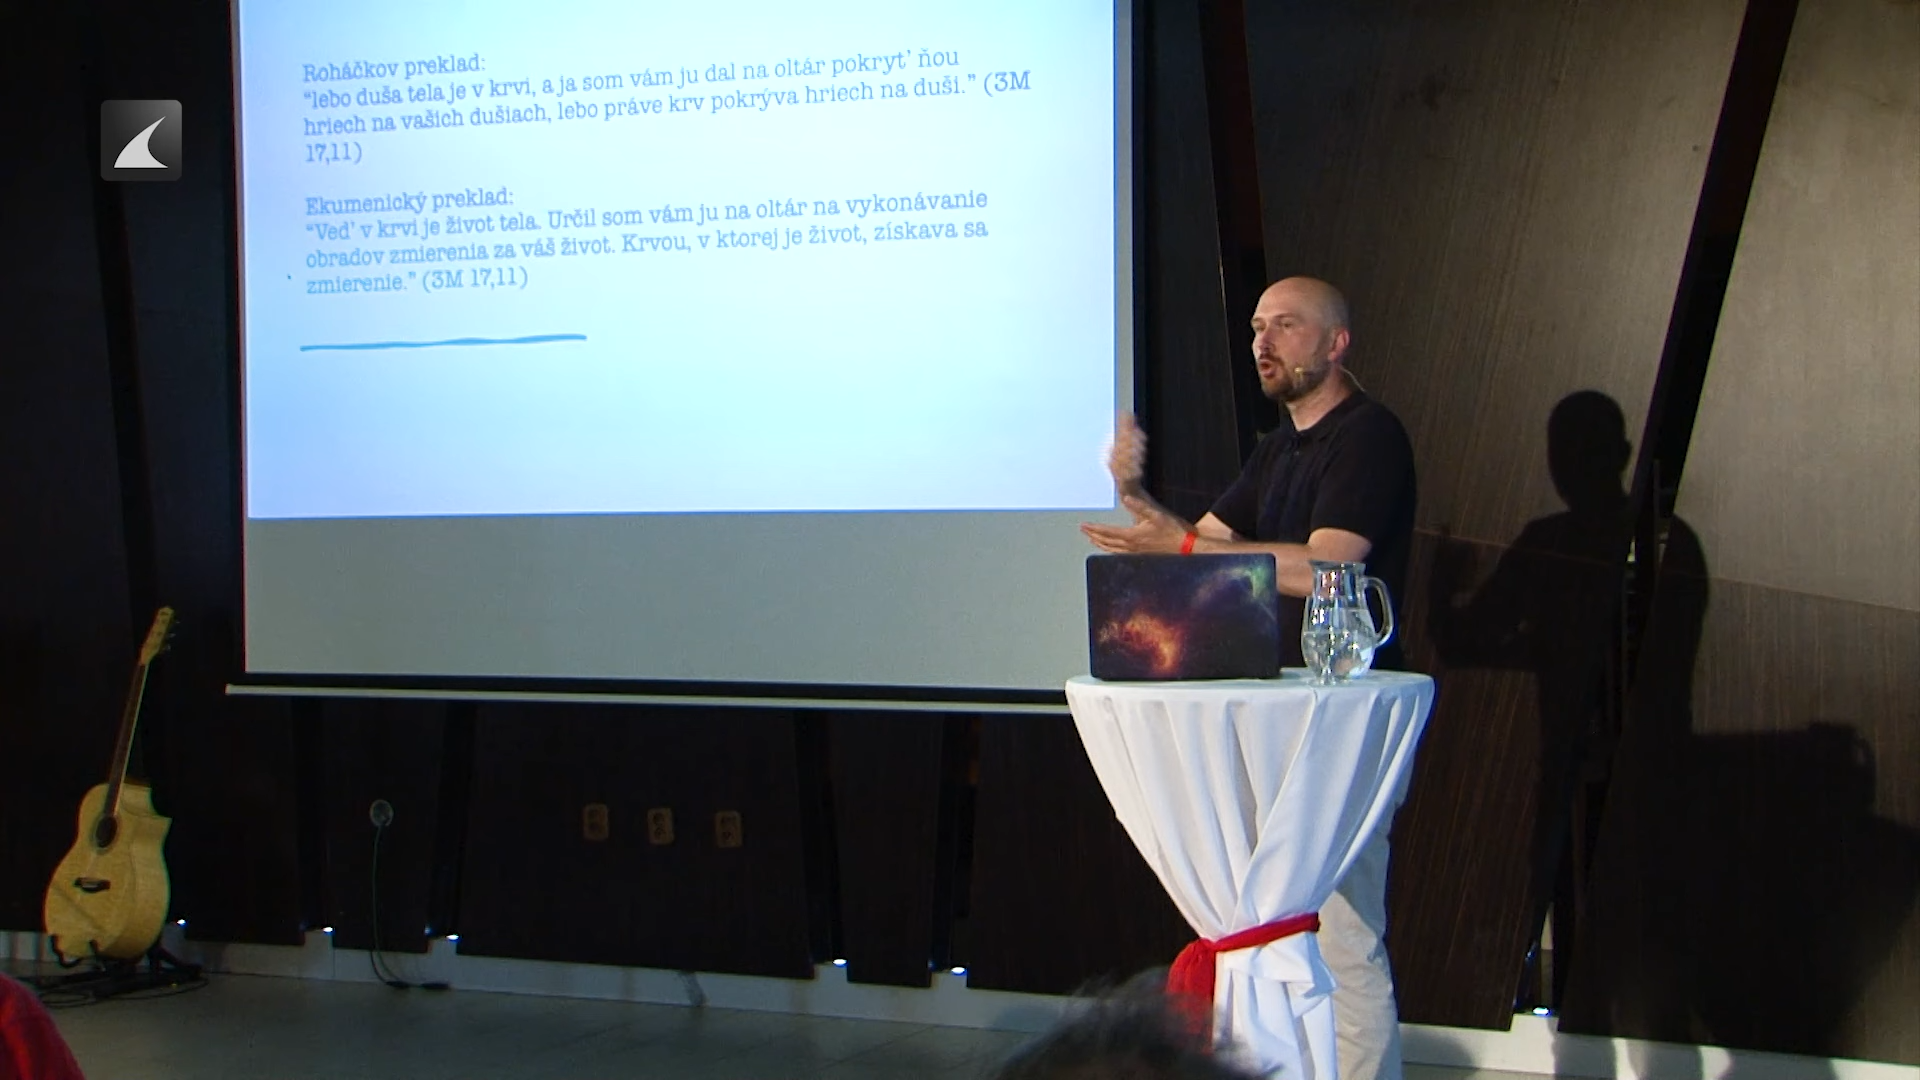 Roháčkov preklad:
“lebo duša tela je v krvi, a ja som vám ju dal na oltár pokryť ňou
hriech na vašich dušiach, lebo práve krv pokrýva hriech na duši.” (3M
17,11)
Ekumenický preklad:
“Veď v krvi je život tela. Určil som vám ju na oltár na vykonávanie
obradov zmierenia za váš život. Krvou, v ktorej je život, získava sa
zmierenie.” (3M 17,11)